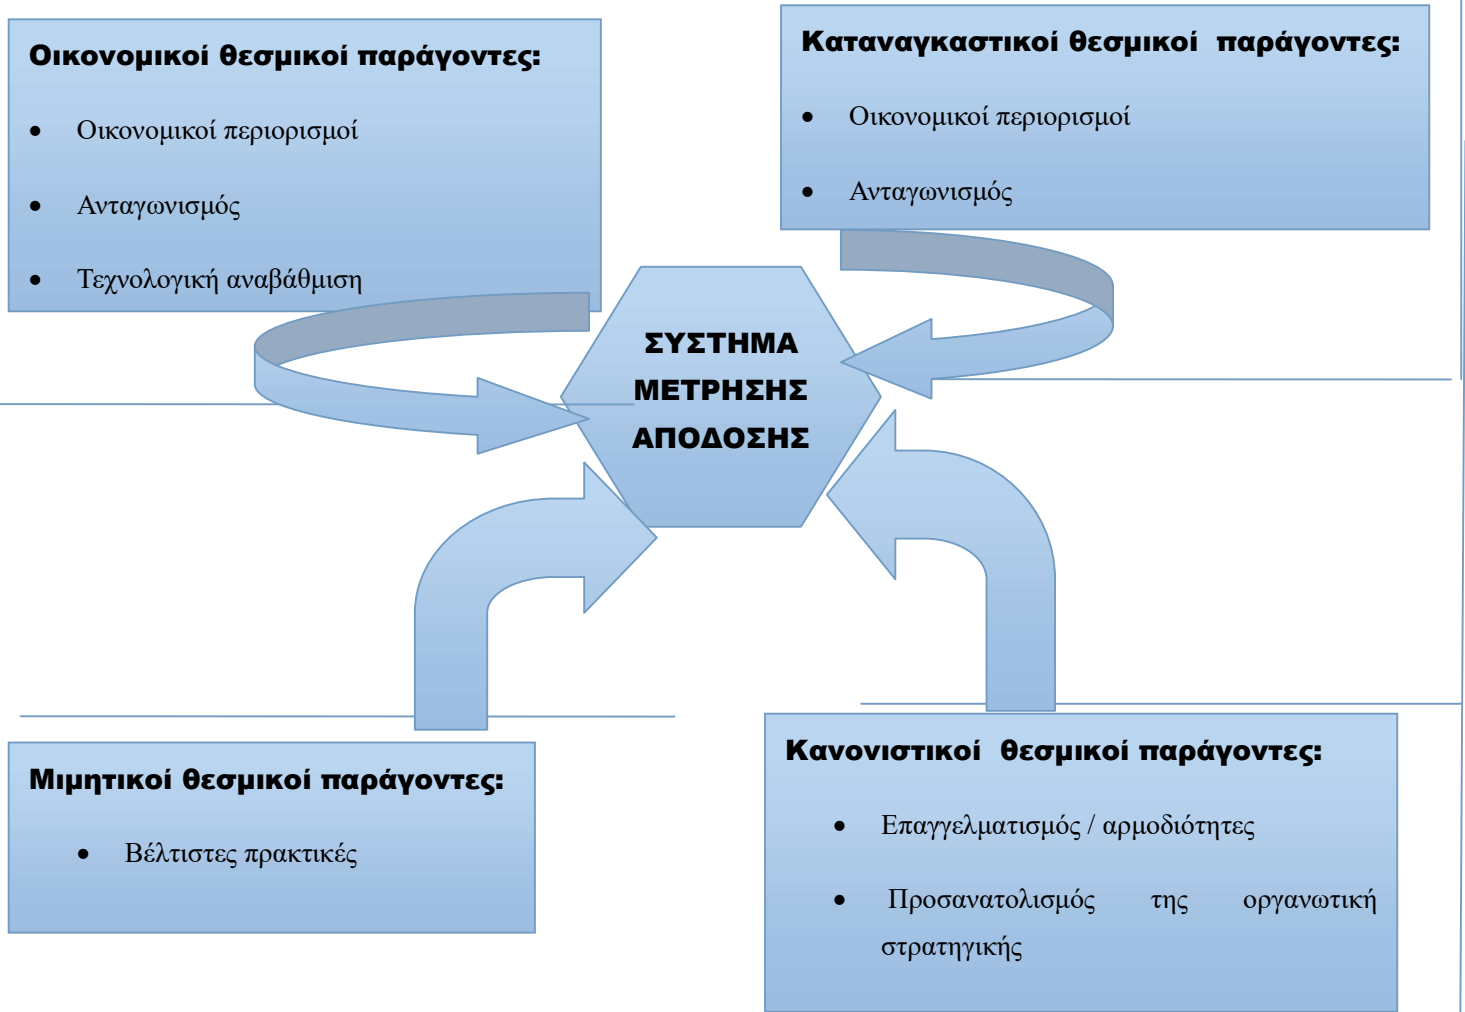 Οικονομικοί θεσμικοί παράγοντες:
• Οικονομικοί περιορισμοί
• Ανταγωνισμός
• Τεχνολογική αναβάθμιση
Καταναγκαστικοί θεσμικοί παράγοντες:
• Οικονομικοί περιορισμοί
• Ανταγωνισμός
ΣΥΣΤΗΜΑ
ΜΕΤΡΗΣΗΣ
ΑΠΟΔΟΣΗΣ
Μιμητικοί θεσμικοί παράγοντες:
• Βέλτιστες πρακτικές
Κανονιστικοί θεσμικοί παράγοντες:
• Επαγγελματισμός / αρμοδιότητες
• Προσανατολισμός της οργανωτική
στρατηγικής